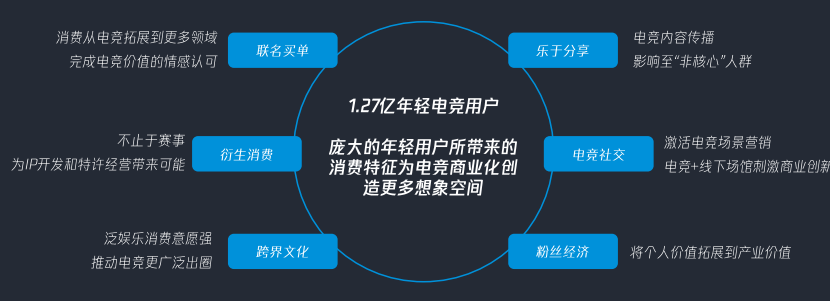 消费从电竞拓展到更多领域
完成电竞价值的情感认可
联名买单
不止于赛事
为IP开发和特许经营带来可能
衍生消费
泛娱乐消费意愿强
推动电竞更广泛出圈
跨界文化
1.27亿年轻电竞用户
庞大的年轻用户所带来的
消费特征为电竞商业化创
造更多想象空间
乐于分享
电竞内容传播
影响至“非核心”人群
电竞社交
激活电竞场景营销
电竞+线下场馆刺激商业创新
粉丝经济
将个人价值拓展到产业价值